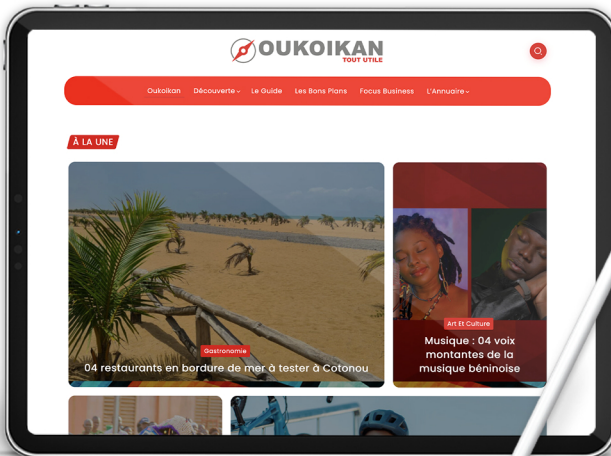 OUKOIKAN
TOUT UTILE
Oukoikan Découverte Le Guide Les Bons Plans Focus Business L'Annuaire
À LA UNE
Gastronomie
04 restaurants en bordure de mer à tester à Cotonou
Art Et Culture
Musique : 04 voix
montantes de la
musique béninoise